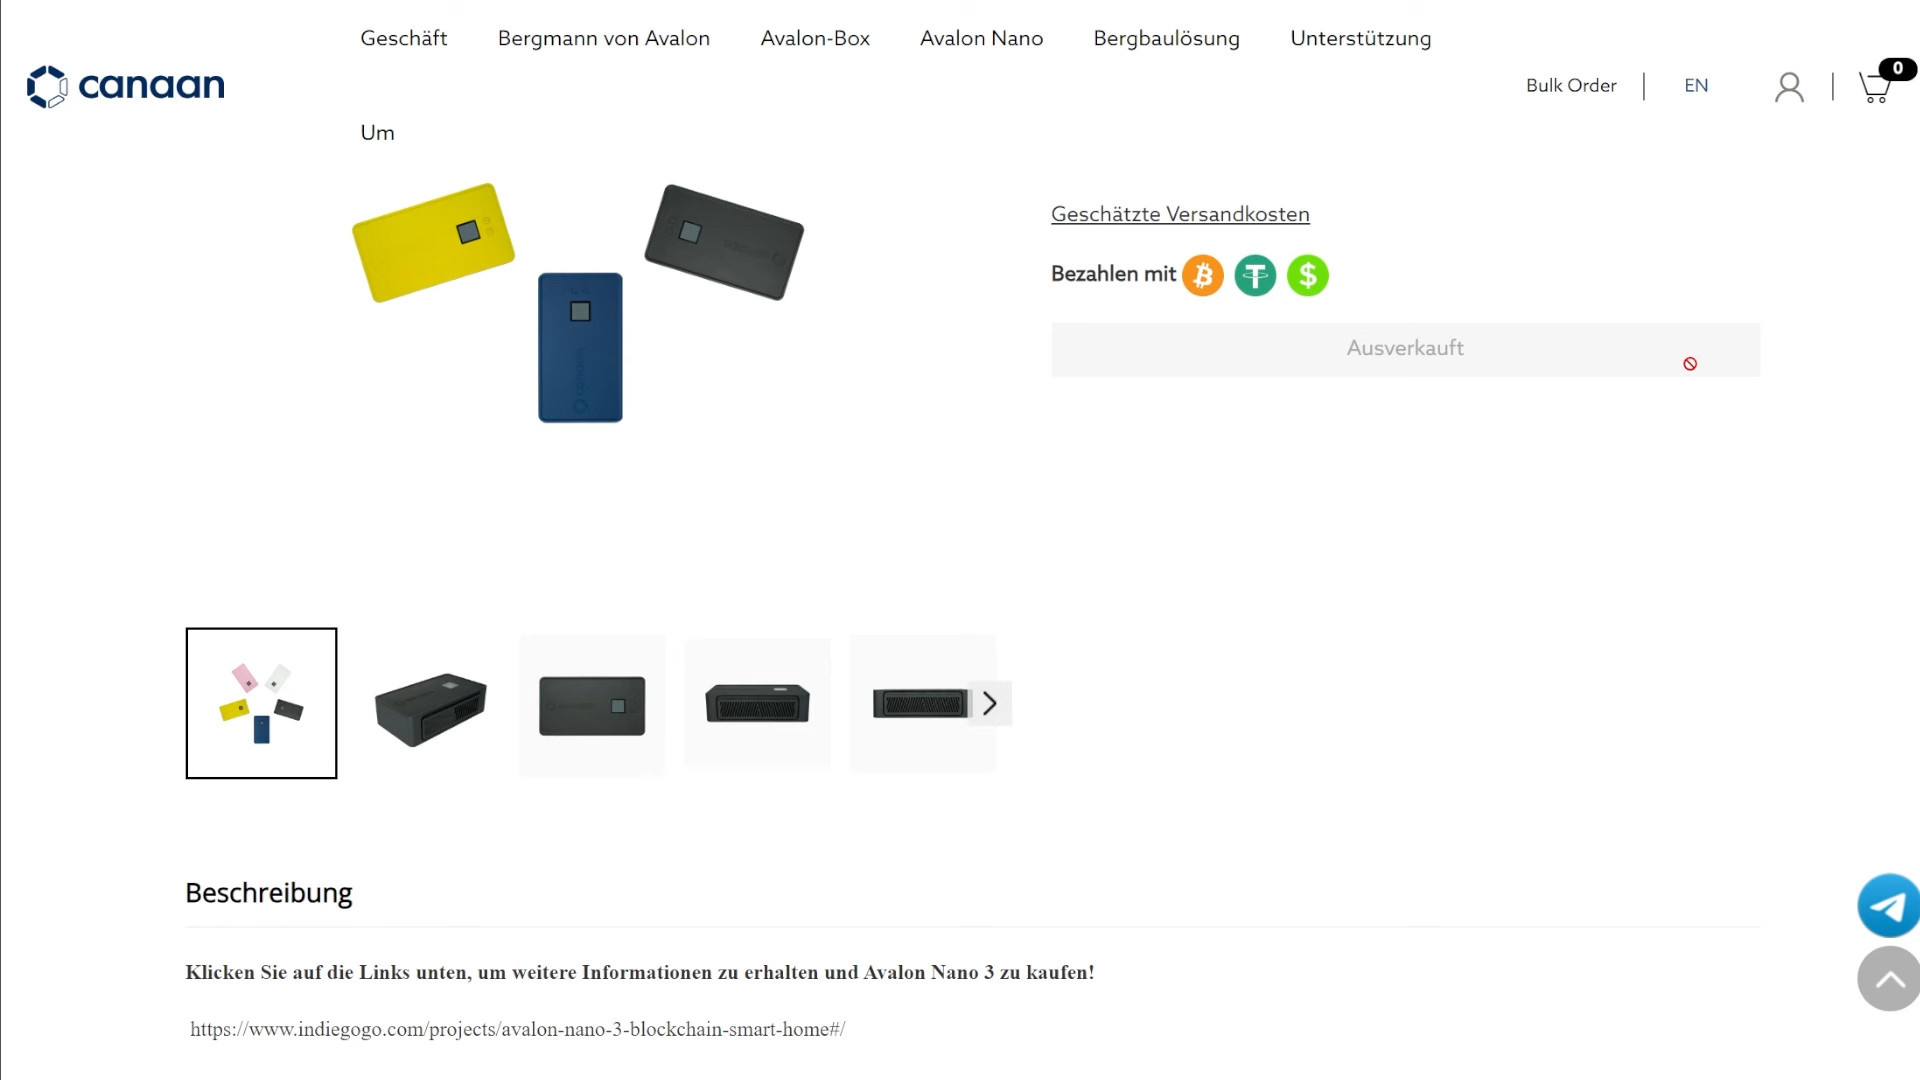 Geschäft
Bergmann von Avalon
Avalon-Box
Avalon Nano
Bergbaulösung
Unterstützung
canaan
Bulk Order
EN
0
Um
Geschätzte Versandkosten
Bezahlen mit
Ausverkauft
Beschreibung
Klicken Sie auf die Links unten, um weitere Informationen zu erhalten und Avalon Nano 3 zu kaufen!
https://www.indiegogo.com/projects/avalon-nano-3-blockchain-smart-home#/